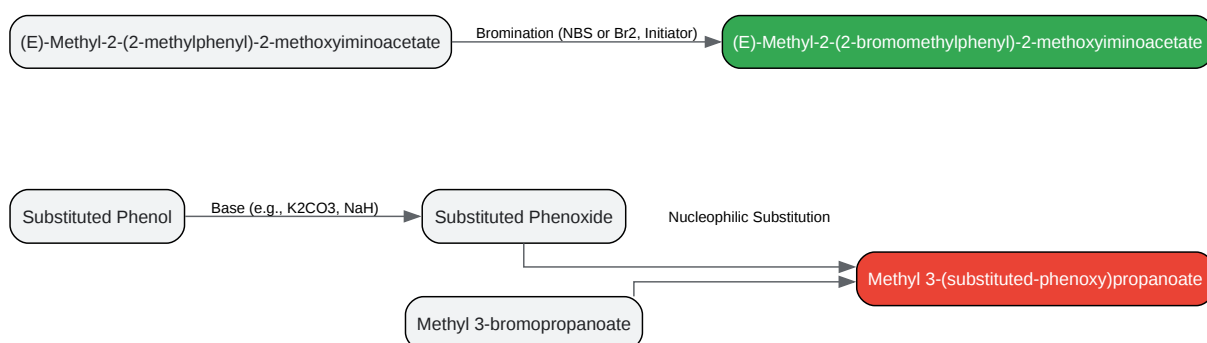 (E)-Methyl-2-(2-methylphenyl)-2-methoxyiminoacetate
Bromination (NBS or Br2, Initiator)
(E)-Methyl-2-(2-bromomethylphenyl)-2-methoxyiminoacetate
Substituted Phenol
Base (e.g., K2CO3, NaH)
Substituted Phenoxide
Nucleophilic Substitution
Methyl 3-bromopropanoate
Methyl 3-(substituted-phenoxy)propanoate